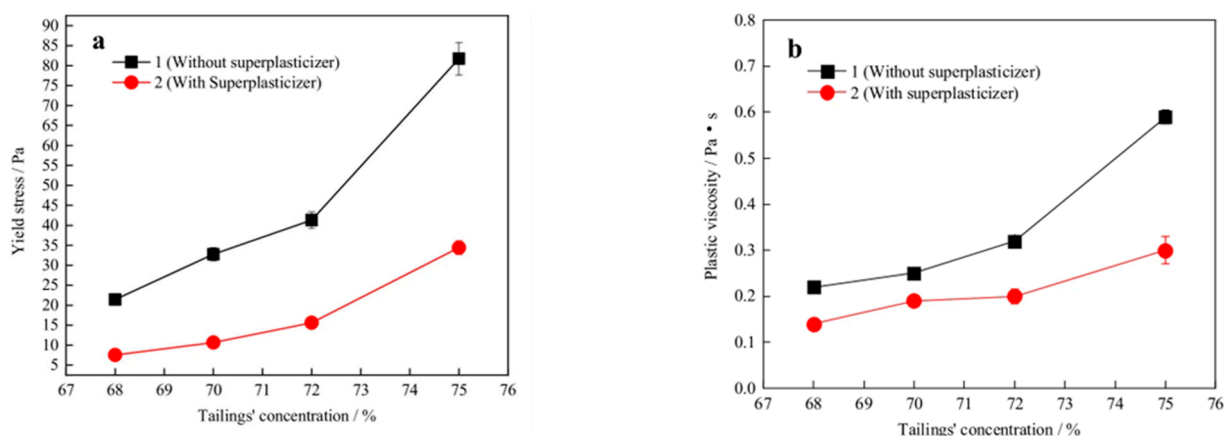 a
1 (Without superplasticizer)
2 (With Superplasticizer)
Yield stress / Pa
90
85
80
75
70
65
60
55
50
45
40
35
30
25
20
15
10
5
67 68 69 70 71 72 73 74 75 76
Tailings' concentration / %
b
1 (Without superplasticizer)
2 (With superplasticizer)
Plastic viscosity / Pa • s
0.8
0.7
0.6
0.5
0.4
0.3
0.2
0.1
0.0
67 68 69 70 71 72 73 74 75 76
Tailings' concentration / %